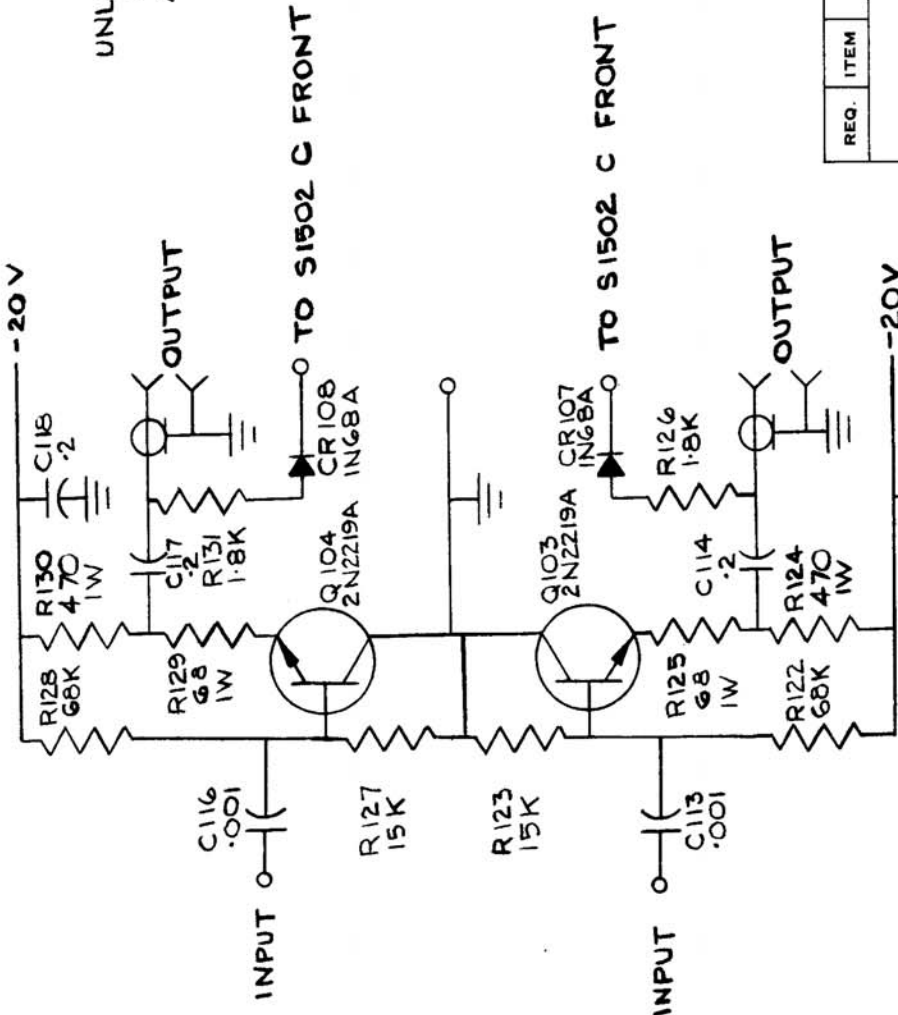 UNL
-20V
C118
.2
R130
470
1W
R128
68K
OUTPUT
C117
.2
R131
1.8K
R129
68
1W
CR108
1N68A
TO S1502 C FRONT
Q104
2N2219A
C116
.001
INPUT
R127
15K
R123
15K
Q103
2N2219A
CR107
1N68A
TO S1502 C FRONT
R126
1.8K
C114
.2
R125
68
1W
R124
470
1W
R122
68K
C113
.001
INPUT
OUTPUT
-20V
REQ.
ITEM